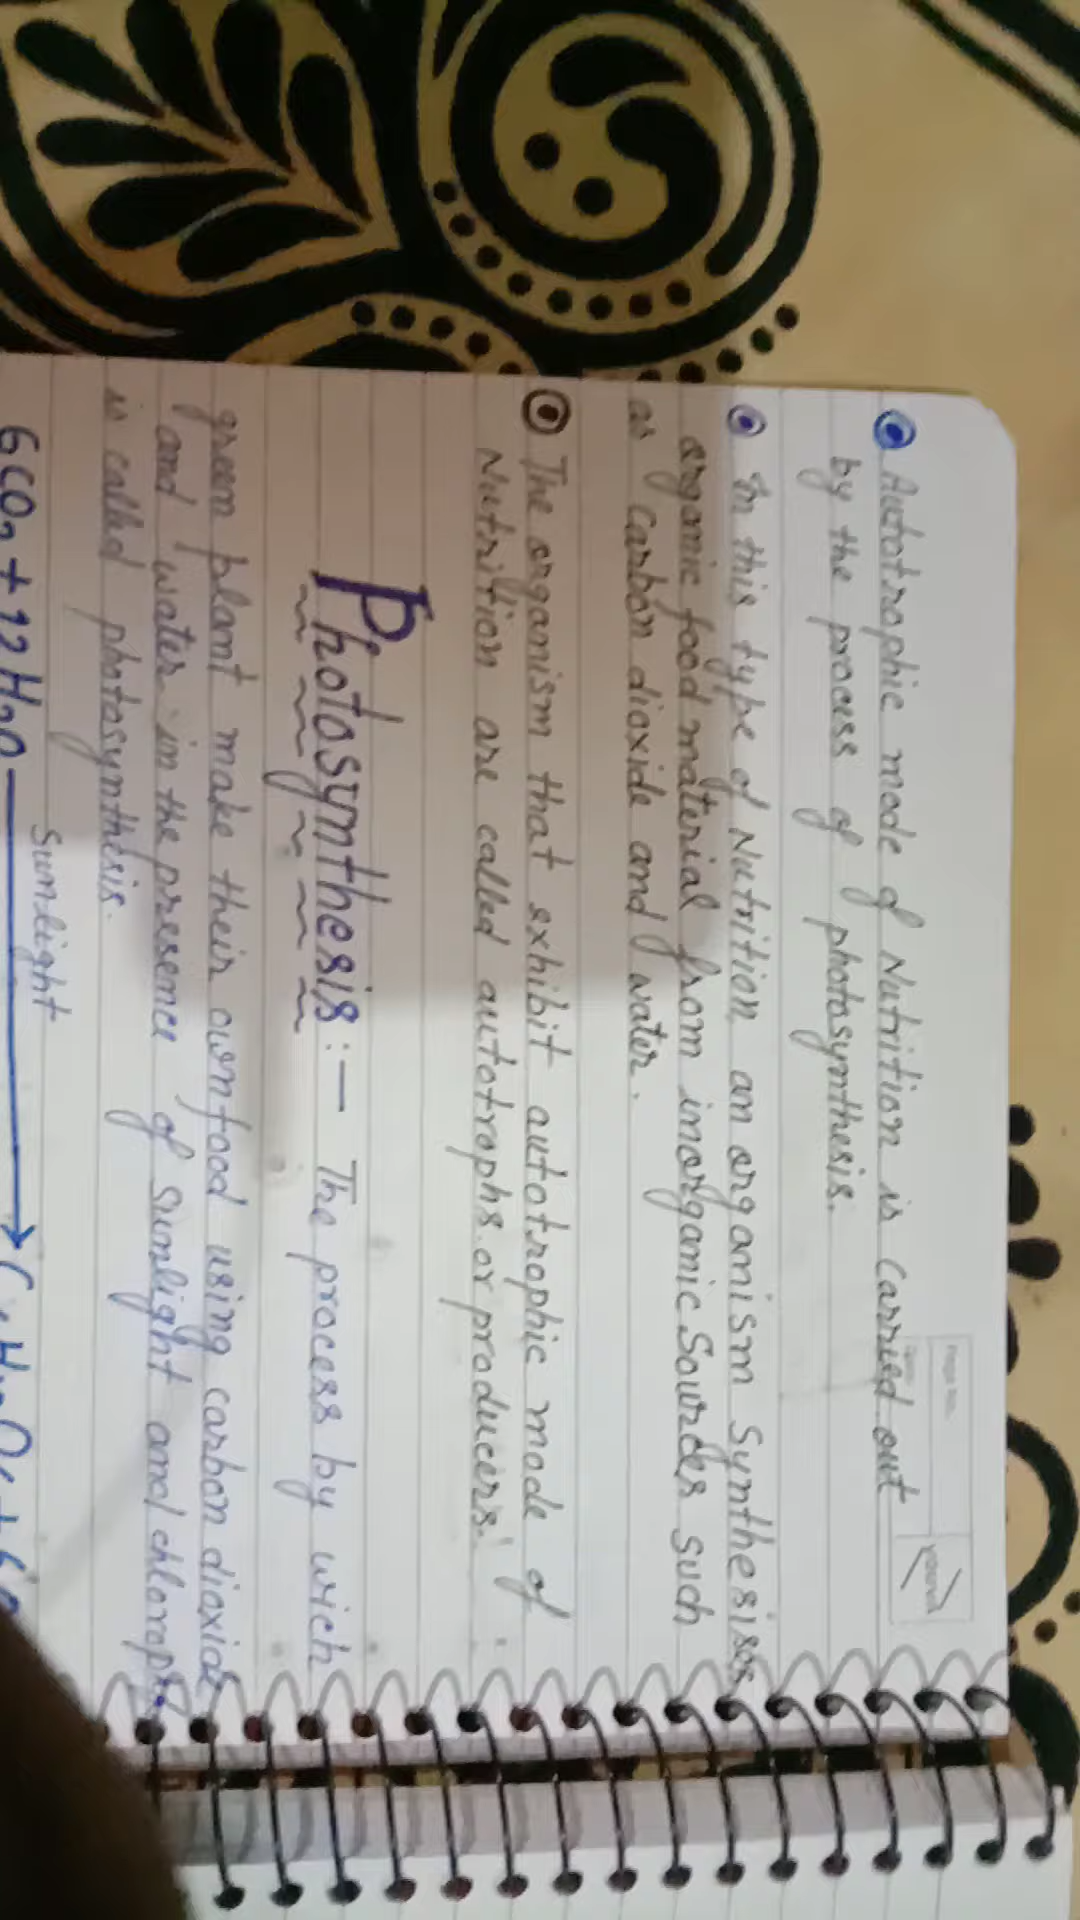 Autotrophic mode of Nutrition is carried out
by the process of photosynthesis.
In this type of Nutrition an organism Synthesises
organic food material from inorganic Sources such
as carbon dioxide and water.
The organism that exhibit autotrophic mode of
Nutrition are called autotrophs. or producers.
Photosynthesis :— The process by wich
green plant make their own food using carbon dioxide
and water in the presence of Sunlight and chloroph
is called photosynthesis.
Sunlight
6CO2 + 12H2O → C6H12O6 + 6